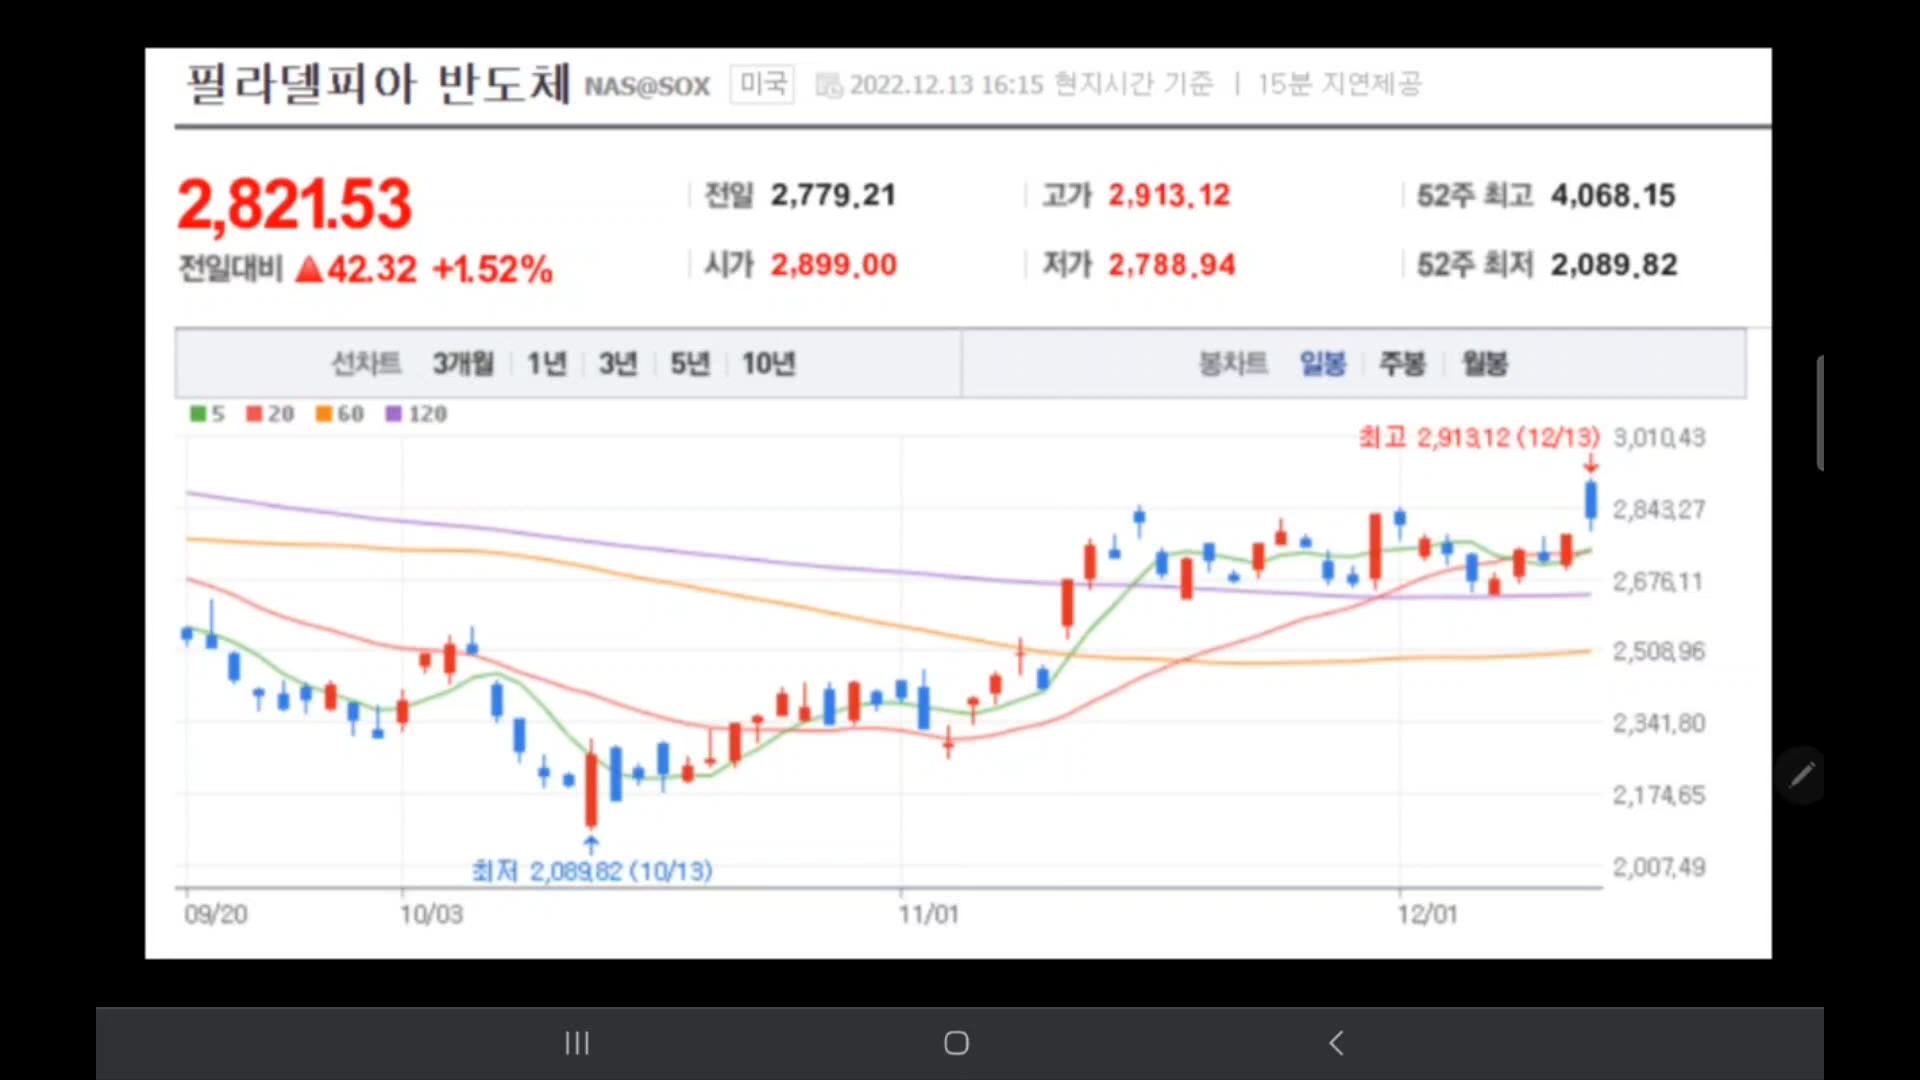 필라델피아 반도체 NAS@SOX 미국 2022.12.13 16:15 현지시간 기준 | 15분 지연제공
2,821.53
전일대비 ▲42.32 +1.52%
전일 2,779.21 고가 2,913.12 52주 최고 4,068.15
시가 2,899.00 저가 2,788.94 52주 최저 2,089.82
선차트 3개월 1년 3년 5년 10년 봉차트 일봉 주봉 월봉
5 20 60 120
최고 2,913.12 (12/13) 3,010.43
2,843.27
2,676.11
2,508.96
2,341.80
2,174.65
최저 2,089.82 (10/13) 2,007.49
09/20 10/03 11/01 12/01